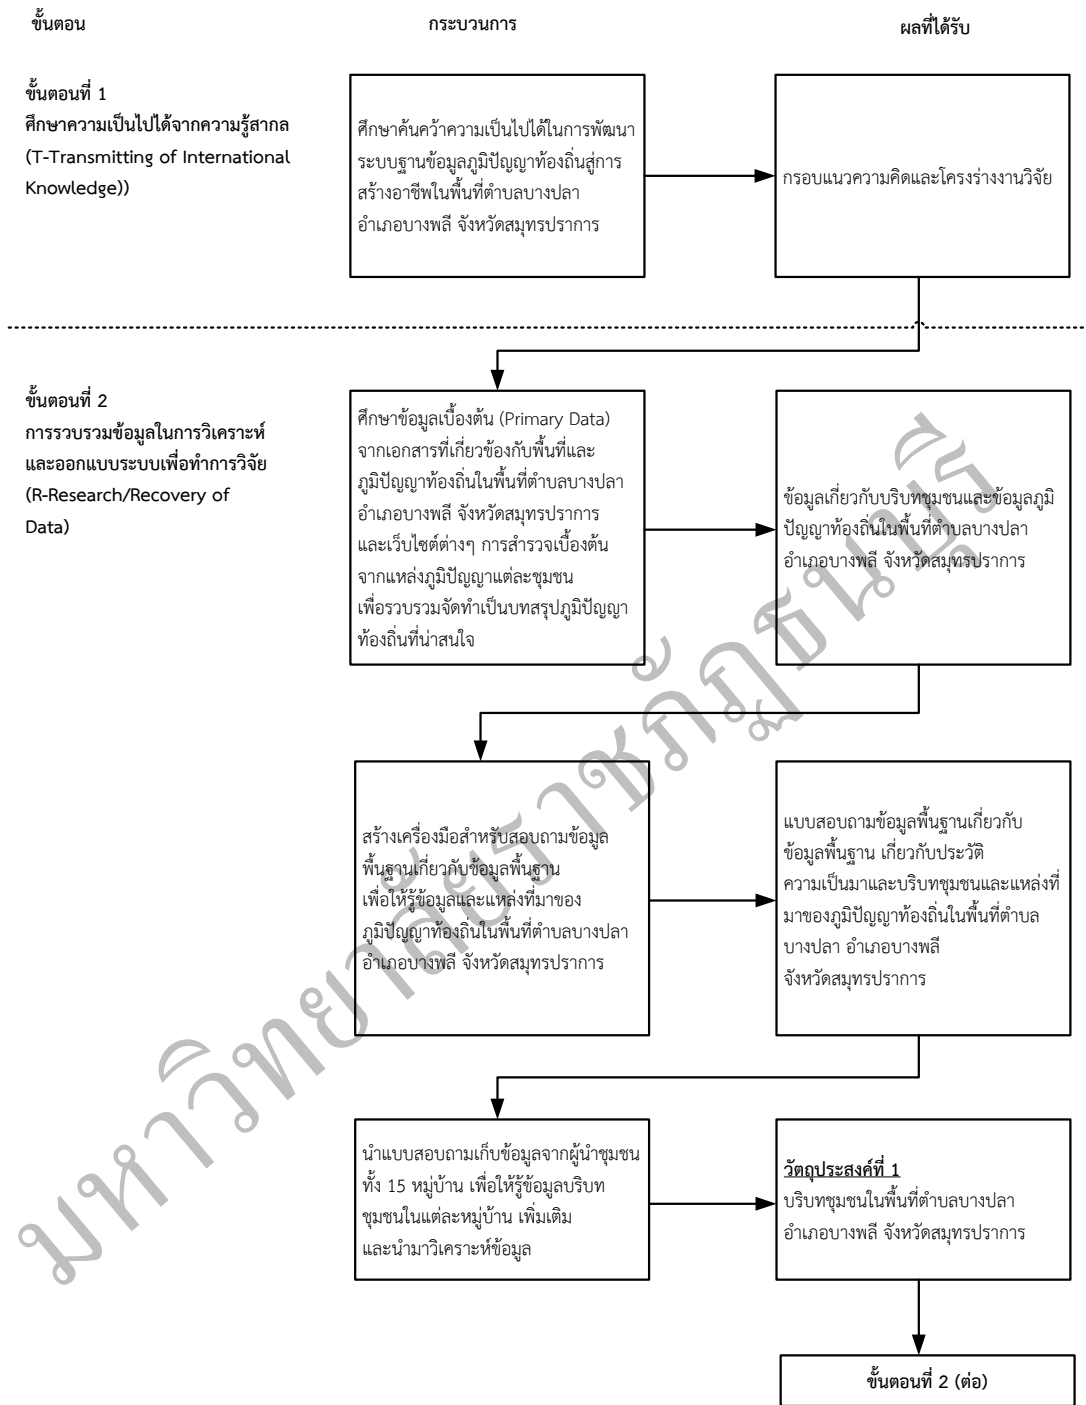 ขั้นตอน
กระบวนการ
ผลที่ได้รับ
ขั้นตอนที่ 1
ศึกษาความเป็นไปได้จากความรู้สากล
(T-Transmitting of International
Knowledge))
ศึกษาค้นคว้าความเป็นไปได้ในการพัฒนา
ระบบฐานข้อมูลภูมิปัญญาท้องถิ่นสู่การ
สร้างอาชีพในพื้นที่ตำบลบางปลา
อำเภอบางพลี จังหวัดสมุทรปราการ
กรอบแนวความคิดและโครงร่างงานวิจัย
ขั้นตอนที่ 2
การรวบรวมข้อมูลในการวิเคราะห์
และออกแบบระบบเพื่อทำการวิจัย
(R-Research/Recovery of
Data)
ศึกษาข้อมูลเบื้องต้น (Primary Data)
จากเอกสารที่เกี่ยวข้องกับพื้นที่และ
ภูมิปัญญาท้องถิ่นในพื้นที่ตำบลบางปลา
อำเภอบางพลี จังหวัดสมุทรปราการ
และเว็บไซต์ต่างๆ การสำรวจเบื้องต้น
จากแหล่งภูมิปัญญาแต่ละชุมชน
เพื่อรวบรวมจัดทำเป็นบทสรุปภูมิปัญญา
ท้องถิ่นที่น่าสนใจ
ข้อมูลเกี่ยวกับบริบทชุมชนและข้อมูลภูมิ
ปัญญาท้องถิ่นในพื้นที่ตำบลบางปลา
อำเภอบางพลี จังหวัดสมุทรปราการ
สร้างเครื่องมือสำหรับสอบถามข้อมูล
พื้นฐานเกี่ยวกับข้อมูลพื้นฐาน
เพื่อให้รู้ข้อมูลและแหล่งที่มาของ
ภูมิปัญญาท้องถิ่นในพื้นที่ตำบลบางปลา
อำเภอบางพลี จังหวัดสมุทรปราการ
แบบสอบถามข้อมูลพื้นฐานเกี่ยวกับ
ข้อมูลพื้นฐาน เกี่ยวกับประวัติ
ความเป็นมาและบริบทชุมชนและแหล่งที่
มาของภูมิปัญญาท้องถิ่นในพื้นที่ตำบล
บางปลา อำเภอบางพลี
จังหวัดสมุทรปราการ
นำแบบสอบถามเก็บข้อมูลจากผู้นำชุมชน
ทั้ง 15 หมู่บ้าน เพื่อให้รู้ข้อมูลบริบท
ชุมชนในแต่ละหมู่บ้าน เพิ่มเติม
และนำมาวิเคราะห์ข้อมูล
วัตถุประสงค์ที่ 1
บริบทชุมชนในพื้นที่ตำบลบางปลา
อำเภอบางพลี จังหวัดสมุทรปราการ
ขั้นตอนที่ 2 (ต่อ)
มหาวิทยาลัยราชภัฏธนบุรี